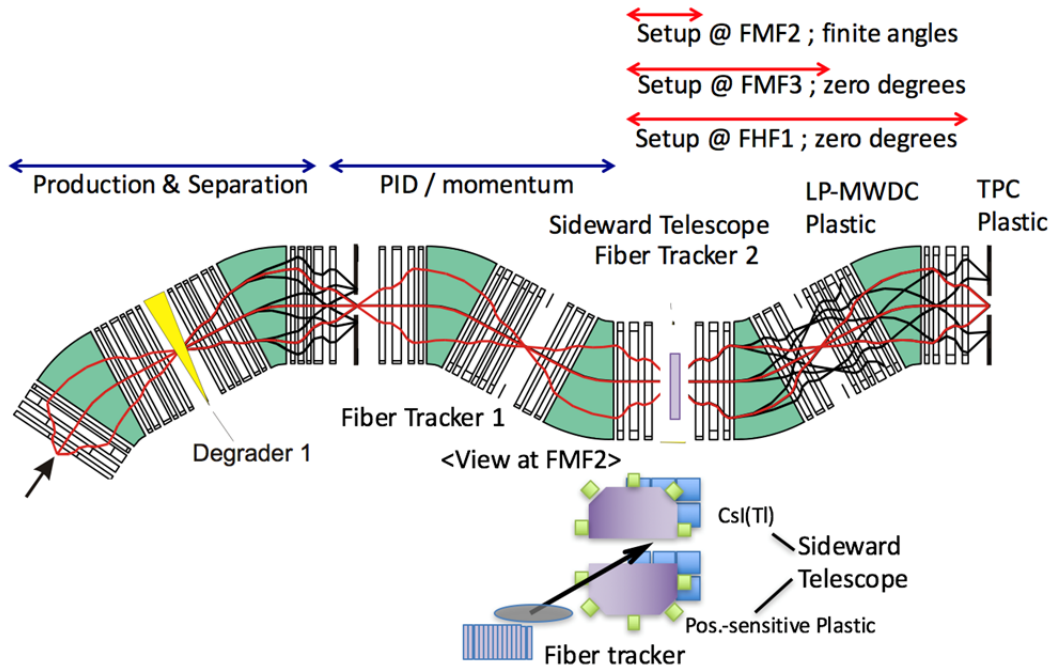 Setup @ FMF2 ; finite angles
Setup @ FMF3 ; zero degrees
Setup @ FHF1 ; zero degrees
Production & Separation
PID / momentum
LP-MWDC
Plastic
TPC
Plastic
Sideward Telescope
Fiber Tracker 2
Fiber Tracker 1
Degrader 1
<View at FMF2>
CsI(Tl)
Sideward
Telescope
Pos.-sensitive Plastic
Fiber tracker